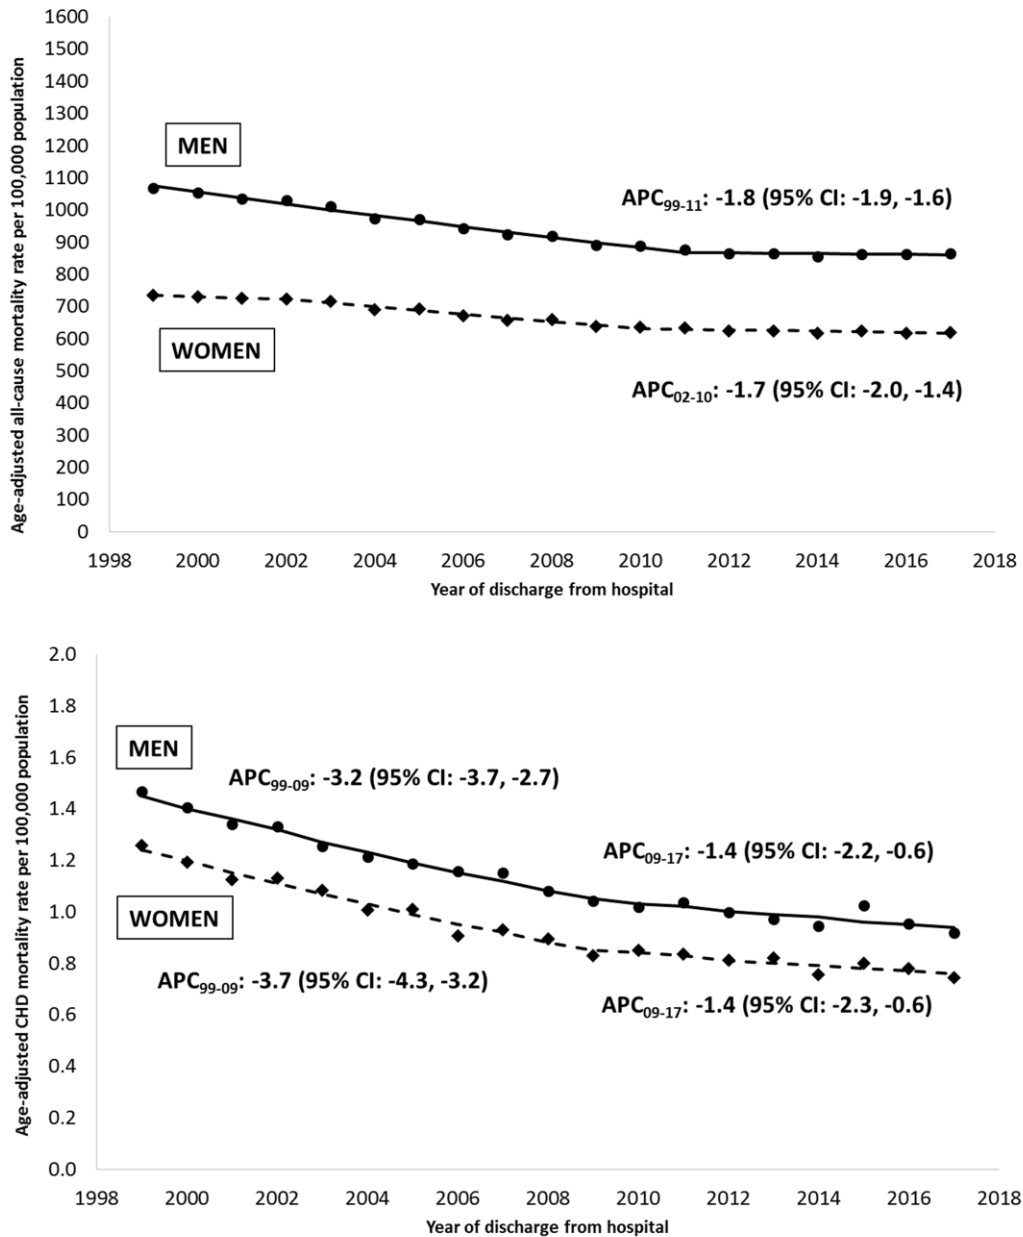 Age-adjusted all-cause mortality rate per 100,000 population
1600
1500
1400
1300
1200
1100
1000
900
800
700
600
500
400
300
200
100
0
MEN
APC99-11: -1.8 (95% CI: -1.9, -1.6)
WOMEN
APC02-10: -1.7 (95% CI: -2.0, -1.4)
1998 2000 2002 2004 2006 2008 2010 2012 2014 2016 2018
Year of discharge from hospital
Age-adjusted CHD mortality rate per 100,000 population
2.0
1.8
1.6
1.4
1.2
1.0
0.8
0.6
0.4
0.2
0.0
MEN
APC99-09: -3.2 (95% CI: -3.7, -2.7)
APC09-17: -1.4 (95% CI: -2.2, -0.6)
WOMEN
APC99-09: -3.7 (95% CI: -4.3, -3.2)
APC09-17: -1.4 (95% CI: -2.3, -0.6)
1998 2000 2002 2004 2006 2008 2010 2012 2014 2016 2018
Year of discharge from hospital